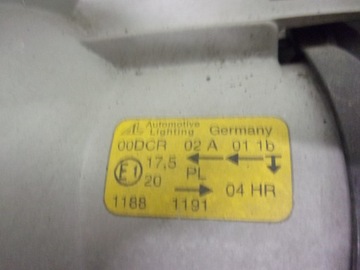 Automotive Lighting Germany
00DCR 02 A 01 1b
E1 17,5
20 PL
04 HR
1188 1191